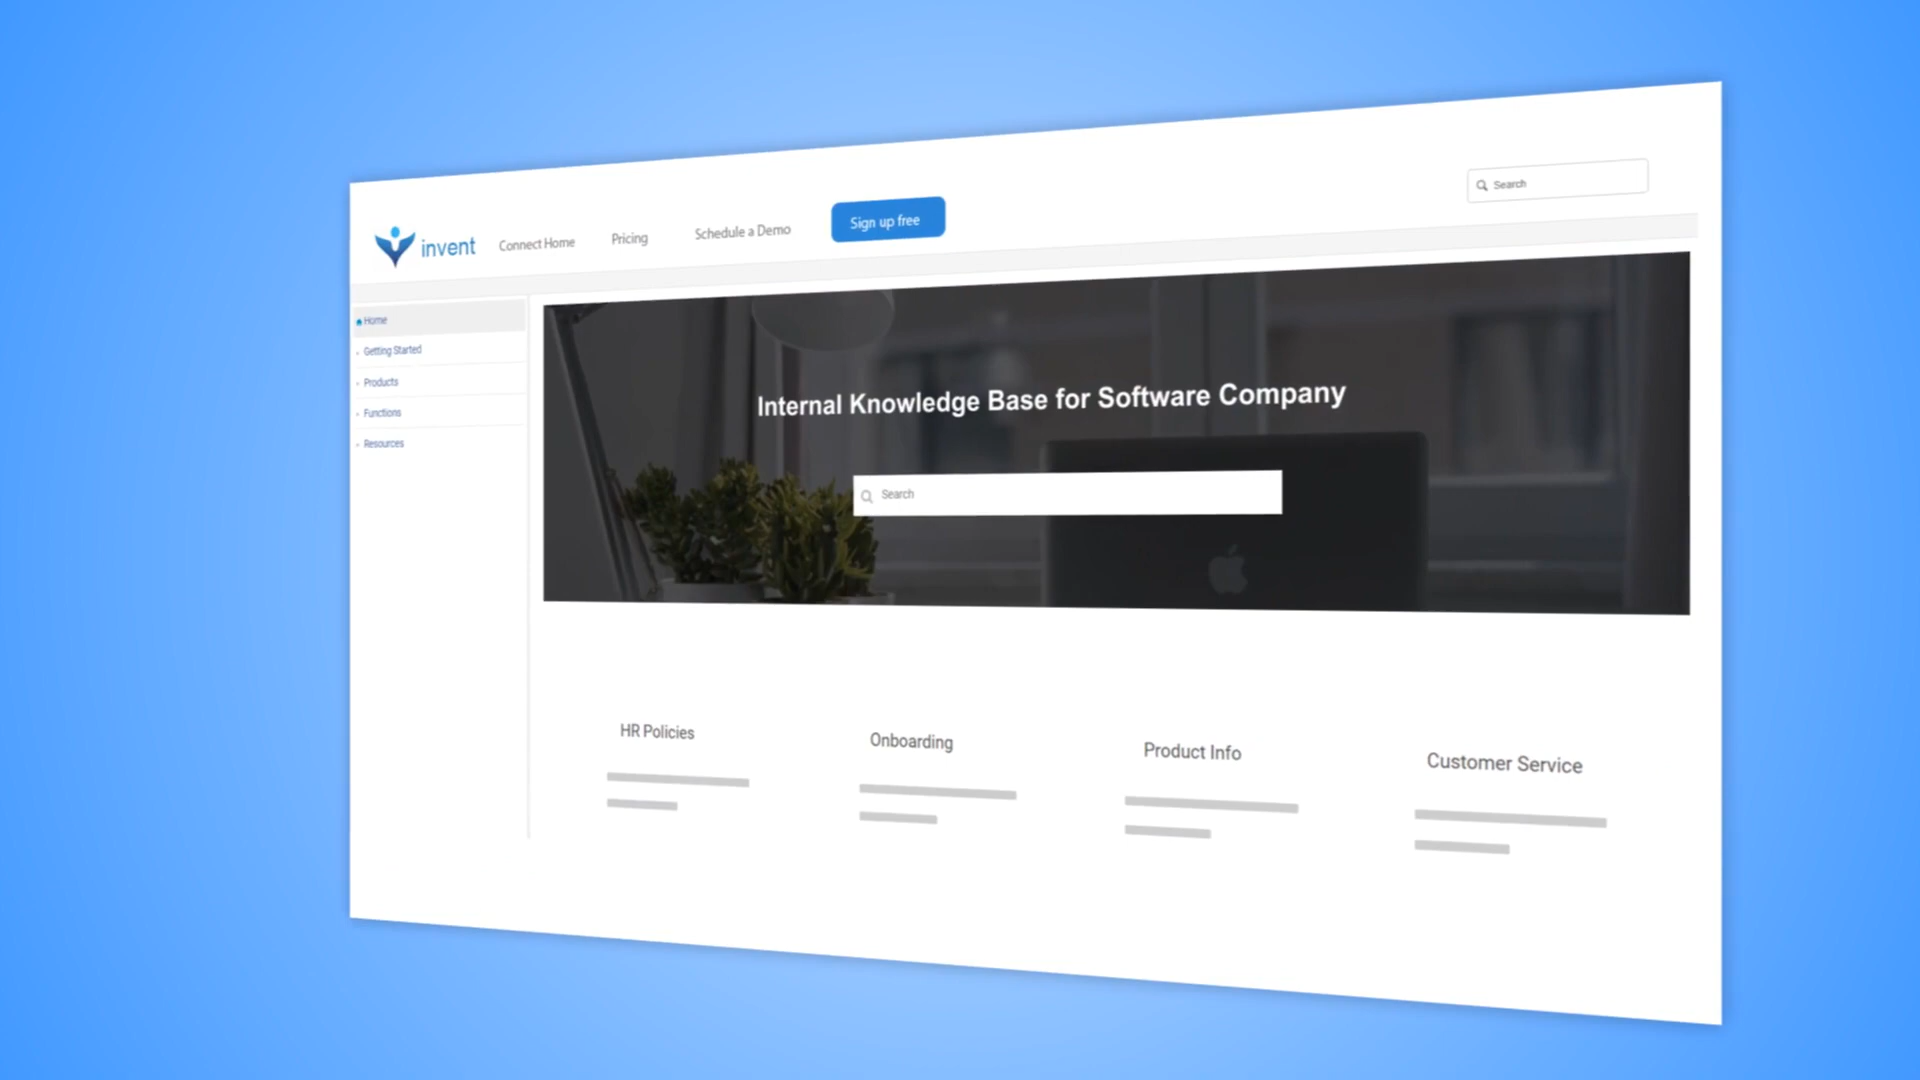 invent
Connect Home
Pricing
Schedule a Demo
Sign up free
Search
Home
Getting Started
Products
Functions
Resources
Internal Knowledge Base for Software Company
Search
HR Policies
Onboarding
Product Info
Customer Service